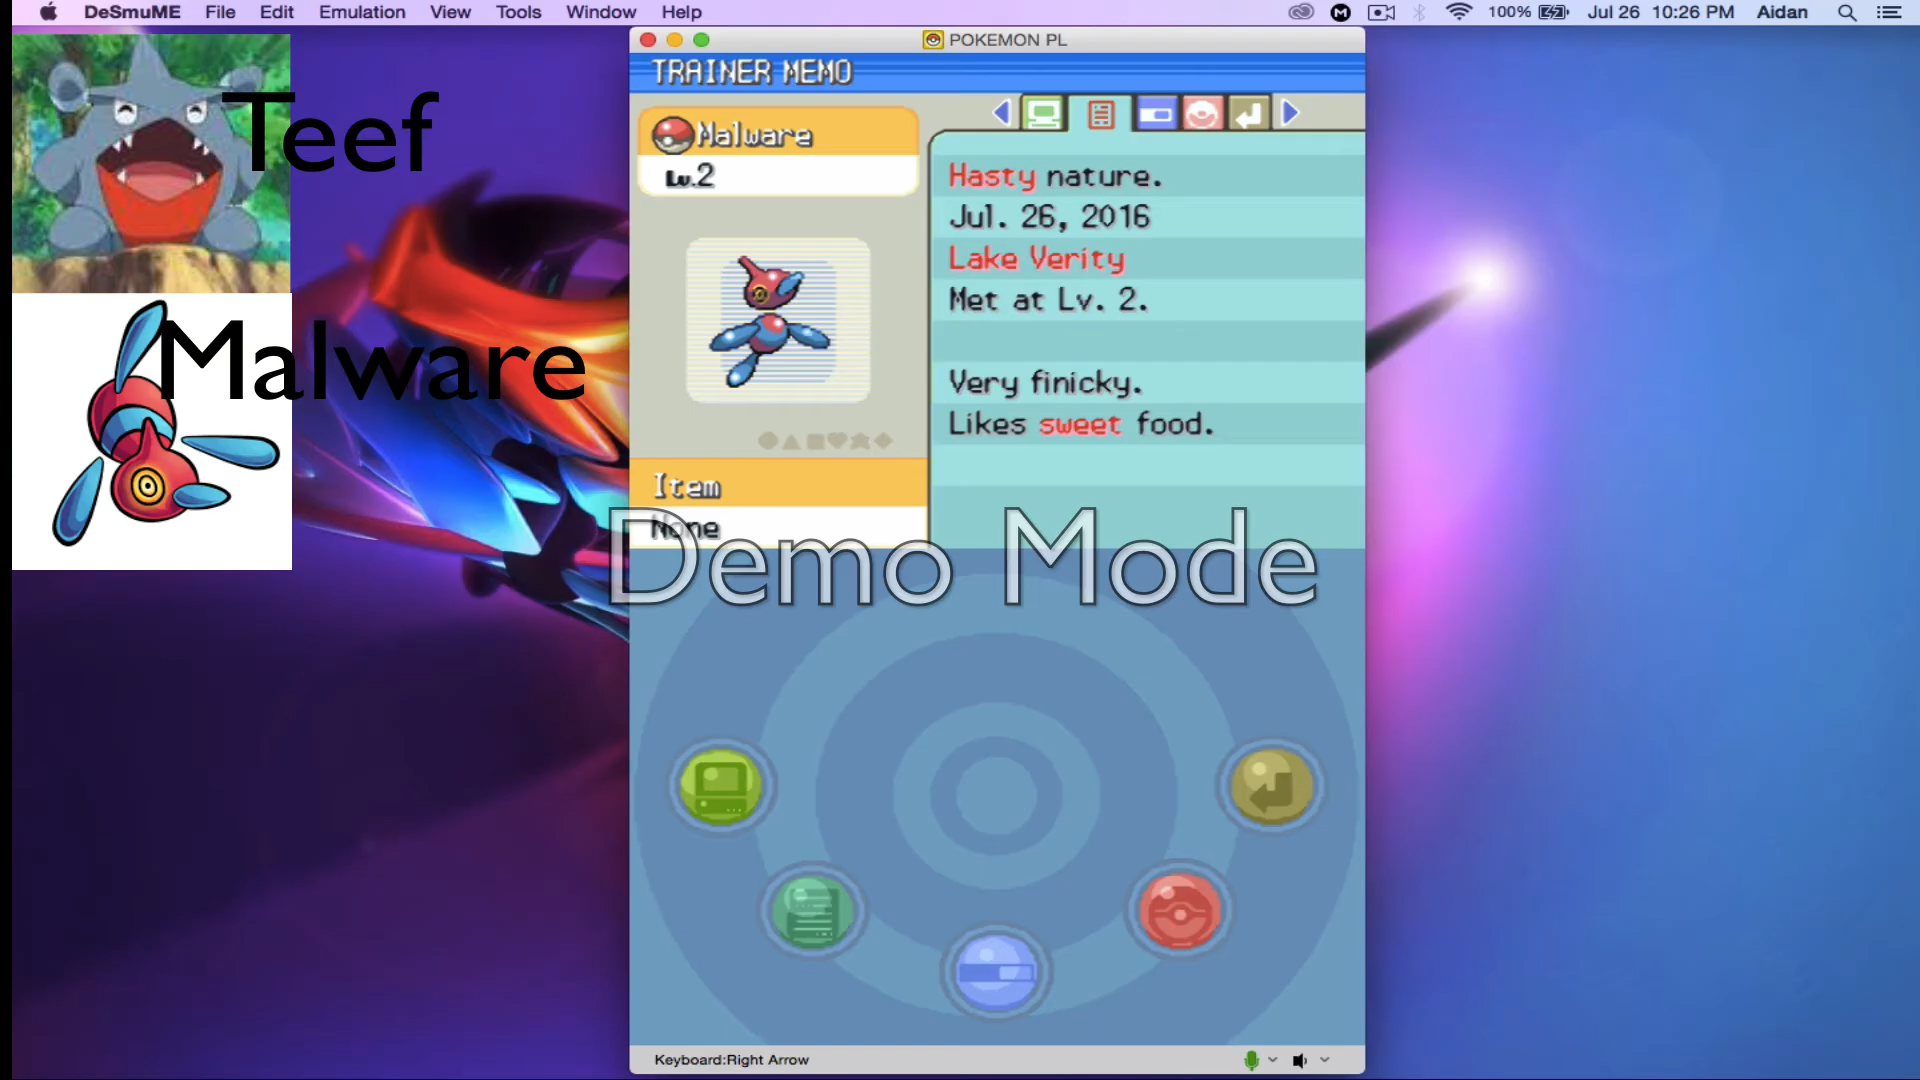 DeSmuME File Edit Emulation View Tools Window Help
100% Jul 26 10:26 PM Aidan
POKEMON PL
TRAINER MEMO
Teef
Malware
Malware
Lv.2
Hasty nature.
Jul. 26, 2016
Lake Verity
Met at Lv. 2.
Very finicky.
Likes sweet food.
Item
None
Demo Mode
Keyboard:Right Arrow